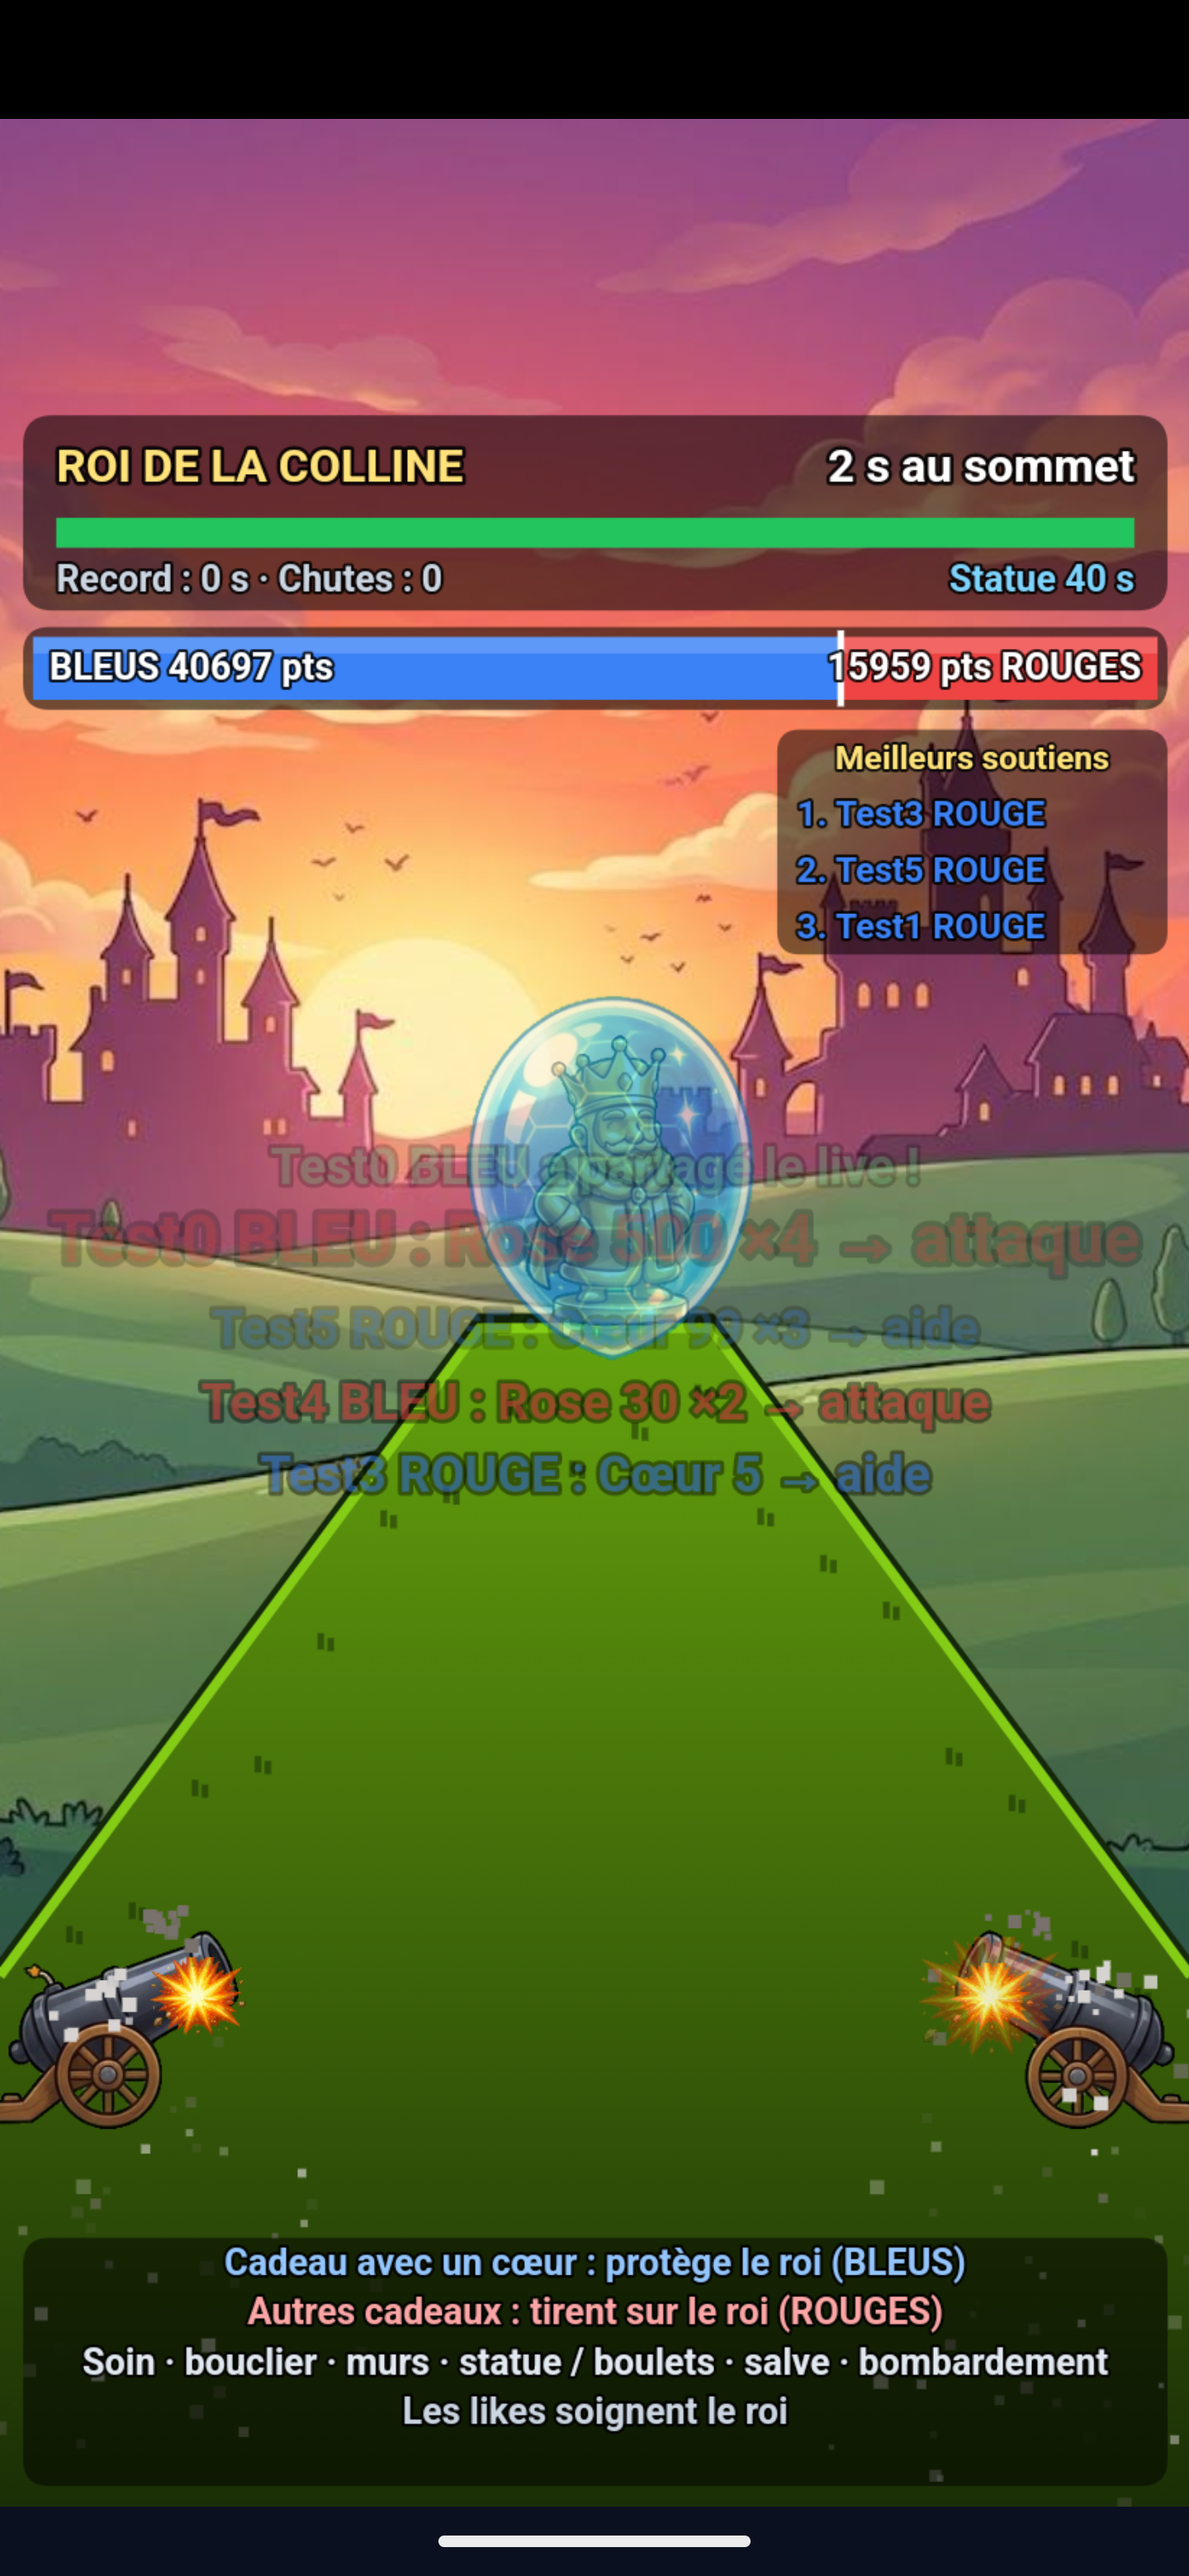 ROI DE LA COLLINE
2 s au sommet
Record : 0 s · Chutes : 0
Statue 40 s
BLEUS 40697 pts
15959 pts ROUGES
Meilleurs soutiens
1. Test3 ROUGE
2. Test5 ROUGE
3. Test1 ROUGE
Test0 BLEU a partagé le live !
Test0 BLEU : Rose 500 ×4 → attaque
Test5 ROUGE : Cœur 99 ×3 → aide
Test4 BLEU : Rose 30 ×2 → attaque
Test3 ROUGE : Cœur 5 → aide
Cadeau avec un cœur : protège le roi (BLEUS)
Autres cadeaux : tirent sur le roi (ROUGES)
Soin · bouclier · murs · statue / boulets · salve · bombardement
Les likes soignent le roi